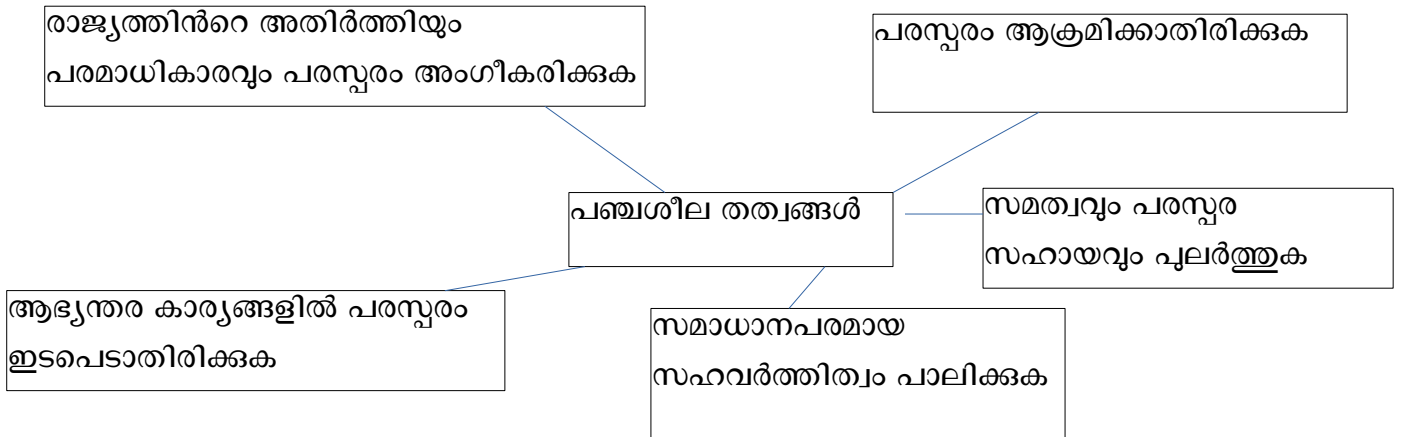 രാജ്യത്തിൻറെ അതിർത്തിയും
പരമാധികാരവും പരസ്പരം അംഗീകരിക്കുക
പരസ്പരം ആക്രമിക്കാതിരിക്കുക
പഞ്ചശീല തത്വങ്ങൾ
സമത്വവും പരസ്പര
സഹായവും പുലർത്തുക
ആഭ്യന്തര കാര്യങ്ങളിൽ പരസ്പരം
ഇടപെടാതിരിക്കുക
സമാധാനപരമായ
സഹവർത്തിത്വം പാലിക്കുക